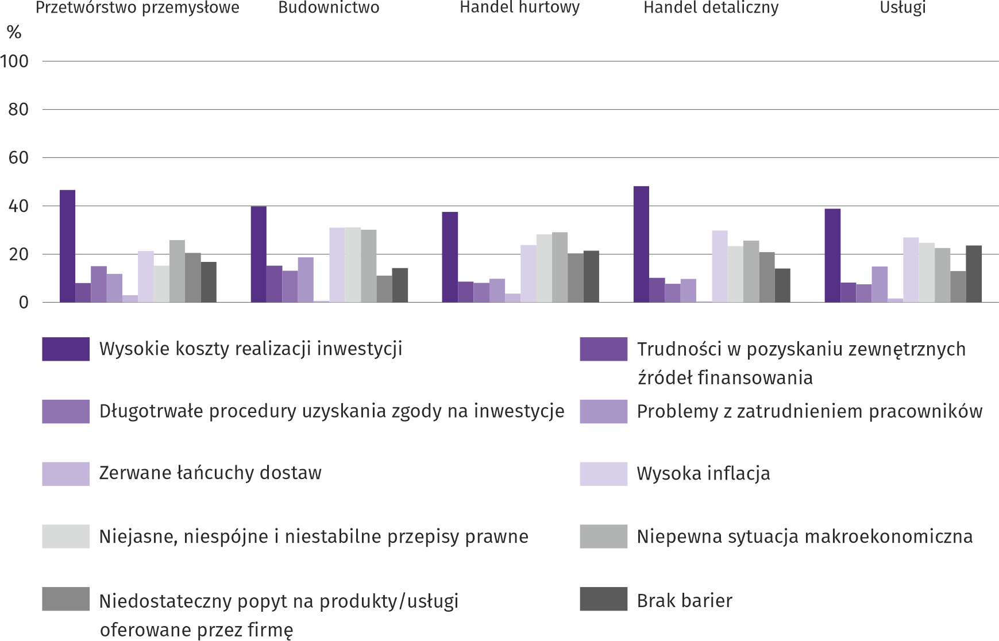 Przetwórstwo przemysłowe
Budownictwo
Handel hurtowy
Handel detaliczny
Usługi
%
100
80
60
40
20
0
Wysokie koszty realizacji inwestycji
Trudności w pozyskaniu zewnętrznych
źródeł finansowania
Długotrwałe procedury uzyskania zgody na inwestycje
Problemy z zatrudnieniem pracowników
Zerwane łańcuchy dostaw
Wysoka inflacja
Niejasne, niespójne i niestabilne przepisy prawne
Niepewna sytuacja makroekonomiczna
Niedostateczny popyt na produkty/usługi
oferowane przez firmę
Brak barier